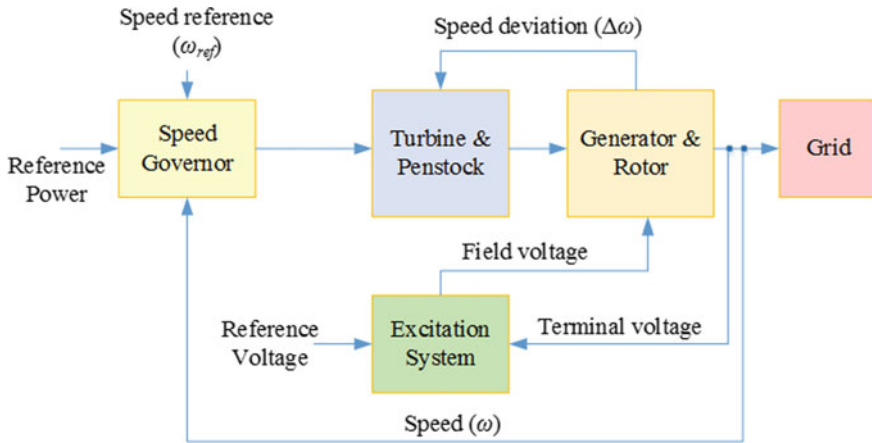 Speed reference
(ω_ref)
Speed deviation (Δω)
Speed
Governor
Turbine &
Penstock
Generator &
Rotor
Grid
Reference
Power
Field voltage
Reference
Voltage
Excitation
System
Terminal voltage
Speed (ω)